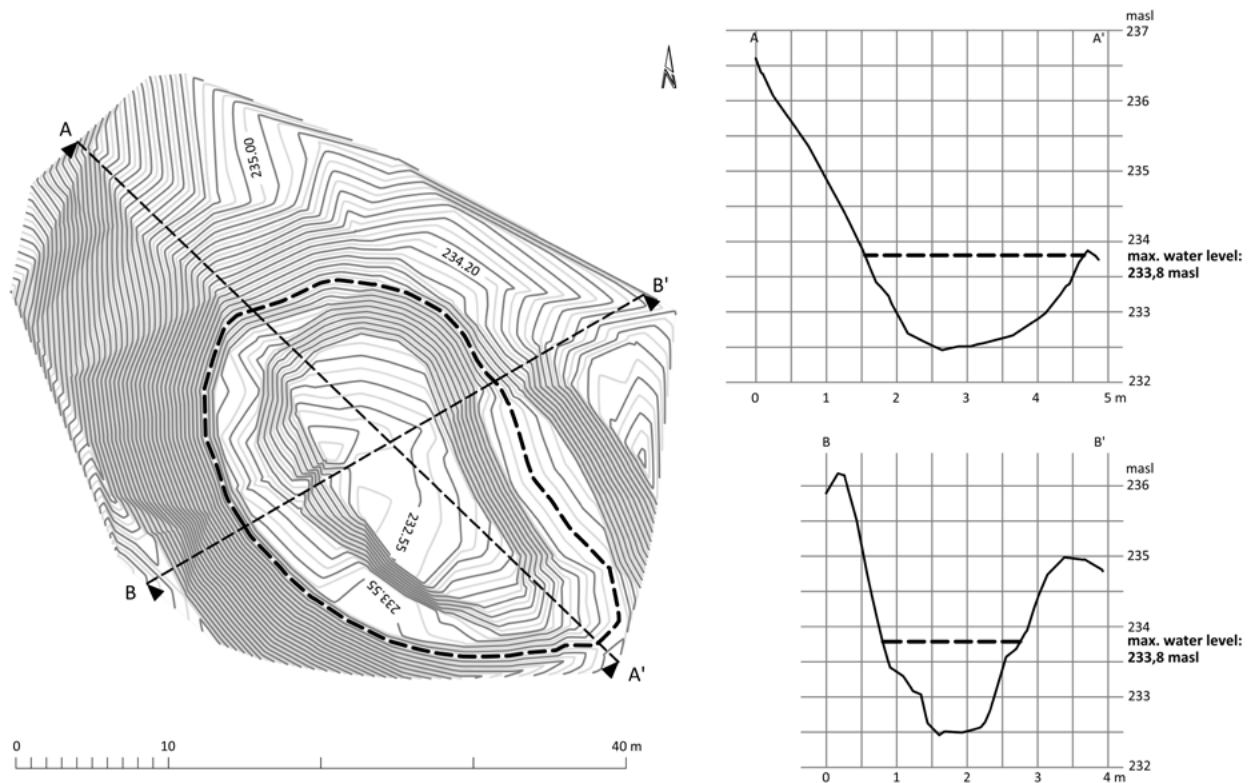 A
N
235.00
234.20
B'
232.55
233.55
B
A'
0 10 40 m
masl
237
A A'
236
235
234
max. water level:
233,8 masl
233
232
0 1 2 3 4 5 m
B B'
masl
236
235
234
max. water level:
233,8 masl
233
232
0 1 2 3 4 m